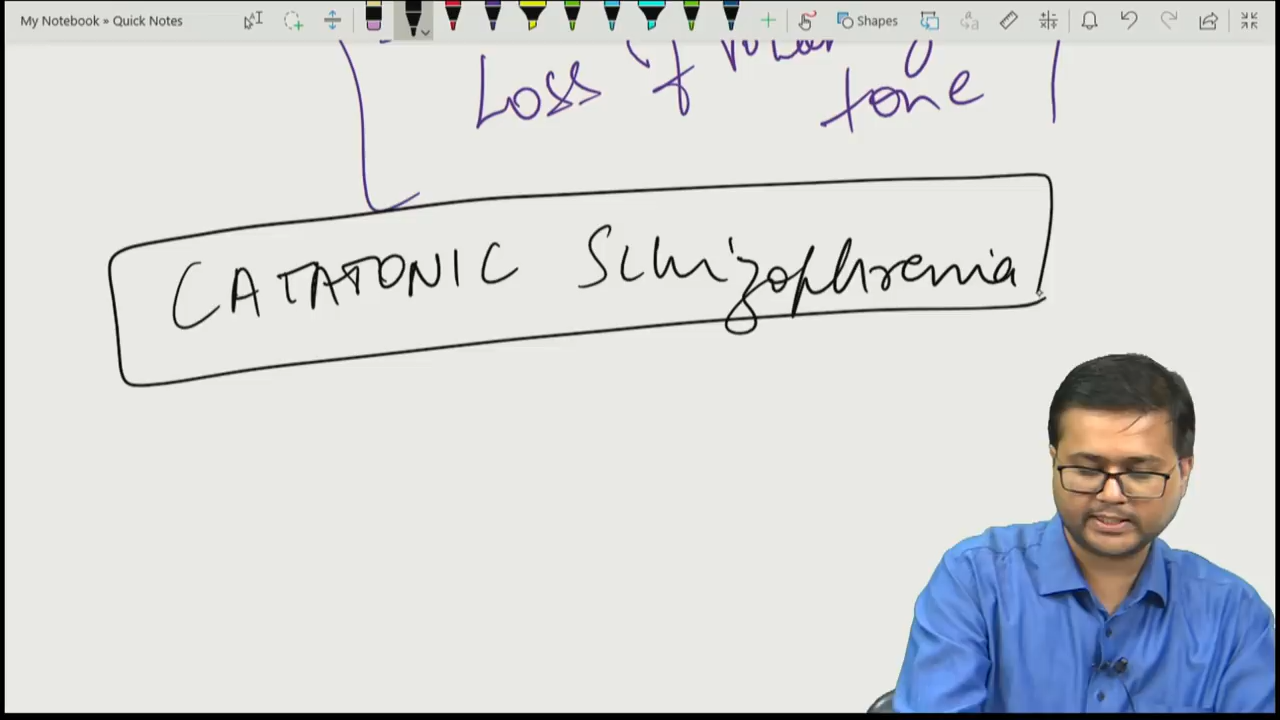 My Notebook » Quick Notes
Shapes
Loss of
tone
CATATONIC Schizophrenia